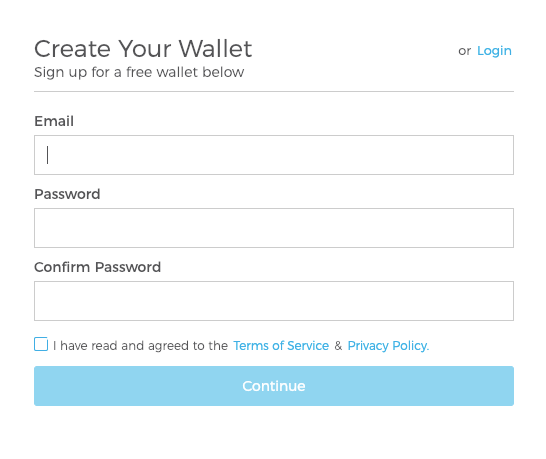 Create Your Wallet
or Login
Sign up for a free wallet below
Email
Password
Confirm Password
I have read and agreed to the Terms of Service & Privacy Policy.
Continue